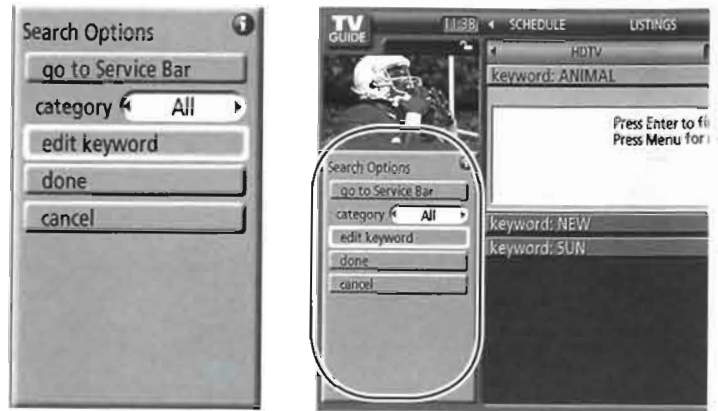 Search Options
go to Service Bar
category All
edit keyword
done
cancel
TV
GUIDE
11:38 SCHEDULE LISTINGS
HDTV
keyword: ANIMAL
Press Enter to
Press Menu for
Search Options
go to Service Bar
category All
edit keyword
done
cancel
keyword: NEW
keyword: SUN